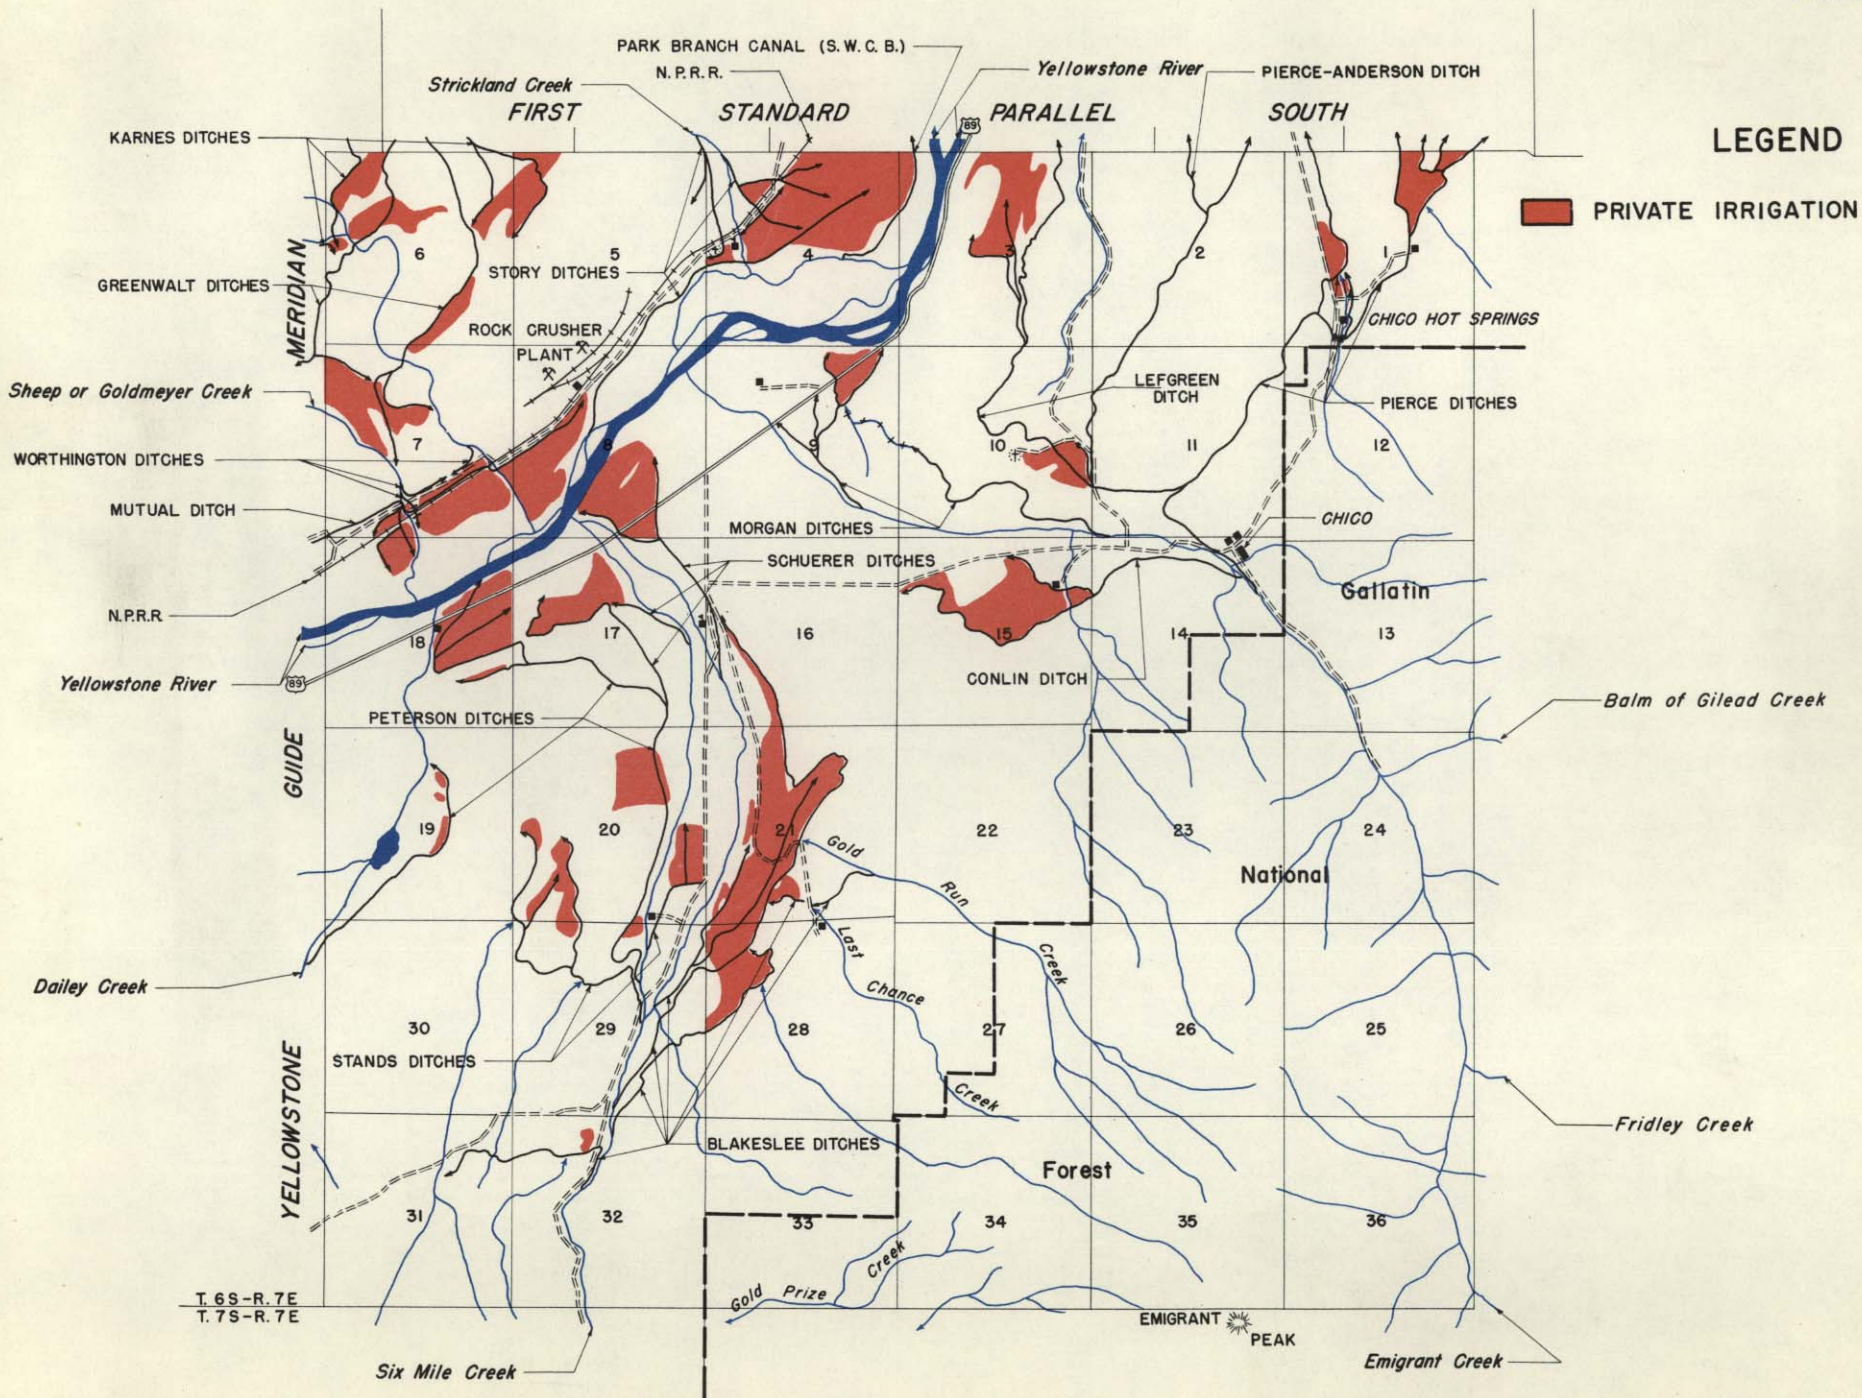 PARK BRANCH CANAL (S.W.C.B.)
N.P.R.R.
Yellowstone River
PIERCE-ANDERSON DITCH
Strickland Creek
89
FIRST STANDARD PARALLEL SOUTH
KARNES DITCHES
LEGEND
PRIVATE IRRIGATION
6
5
4
3
2
1
STORY DITCHES
GREENWALT DITCHES
MERIDIAN
CHICO HOT SPRINGS
ROCK CRUSHER
PLANT
Sheep or Goldmeyer Creek
LEFGREEN
DITCH
PIERCE DITCHES
7
8
9
10
11
12
WORTHINGTON DITCHES
MUTUAL DITCH
MORGAN DITCHES
CHICO
SCHUERER DITCHES
Gallatin
N.P.R.R
18
17
16
15
14
13
CONLIN DITCH
Yellowstone River
89
Balm of Gilead Creek
PETERSON DITCHES
GUIDE
19
20
21
22
23
24
Gold Run Creek
National
Last Chance Creek
Dailey Creek
30
29
28
27
26
25
STANDS DITCHES
YELLOWSTONE
BLAKESLEE DITCHES
Fridley Creek
Forest
31
32
33
34
35
36
Gold Prize Creek
T. 6S-R. 7E
T. 7S-R. 7E
EMIGRANT
PEAK
Six Mile Creek
Emigrant Creek